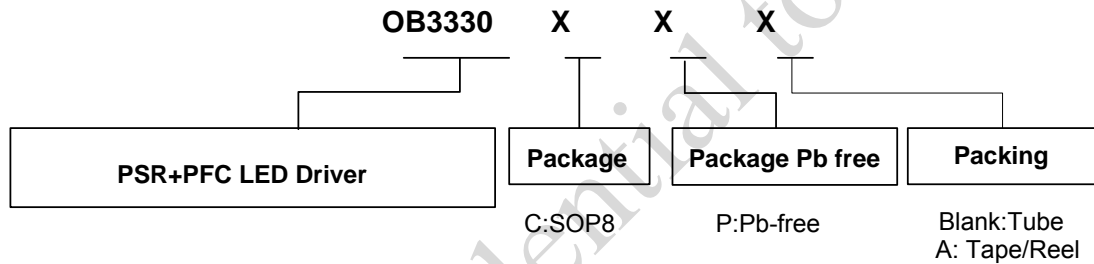 OB3330 X X X
PSR+PFC LED Driver
Package
Package Pb free
Packing
C:SOP8
P:Pb-free
Blank:Tube
A: Tape/Reel